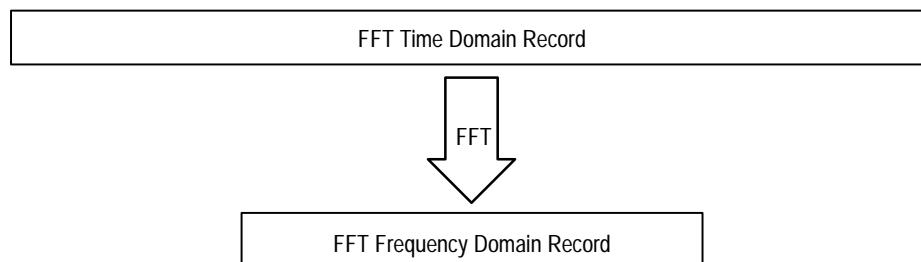 FFT Time Domain Record
FFT
FFT Frequency Domain Record